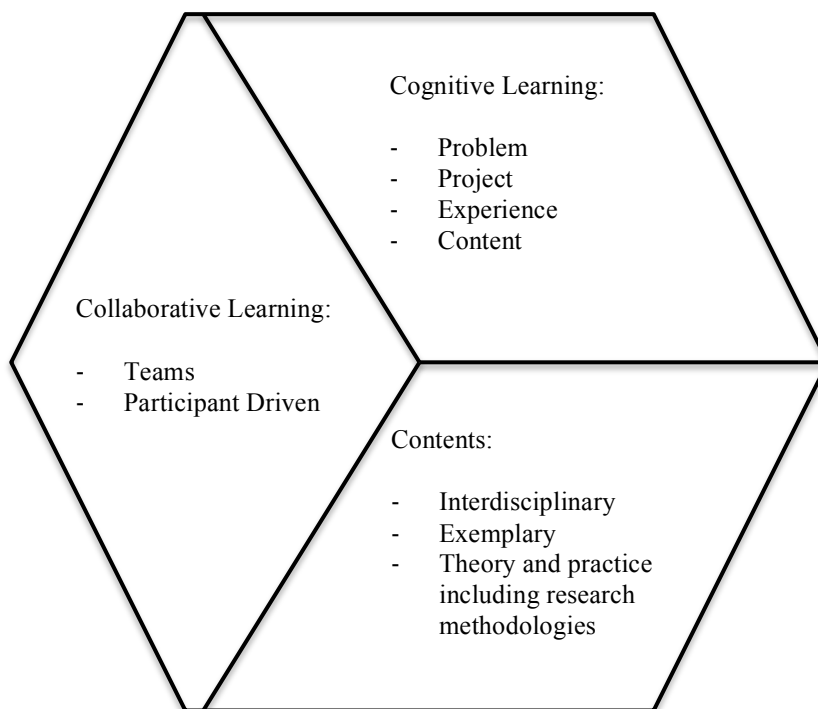 Cognitive Learning:
- Problem
- Project
- Experience
- Content
Collaborative Learning:
- Teams
- Participant Driven
Contents:
- Interdisciplinary
- Exemplary
- Theory and practice
including research
methodologies